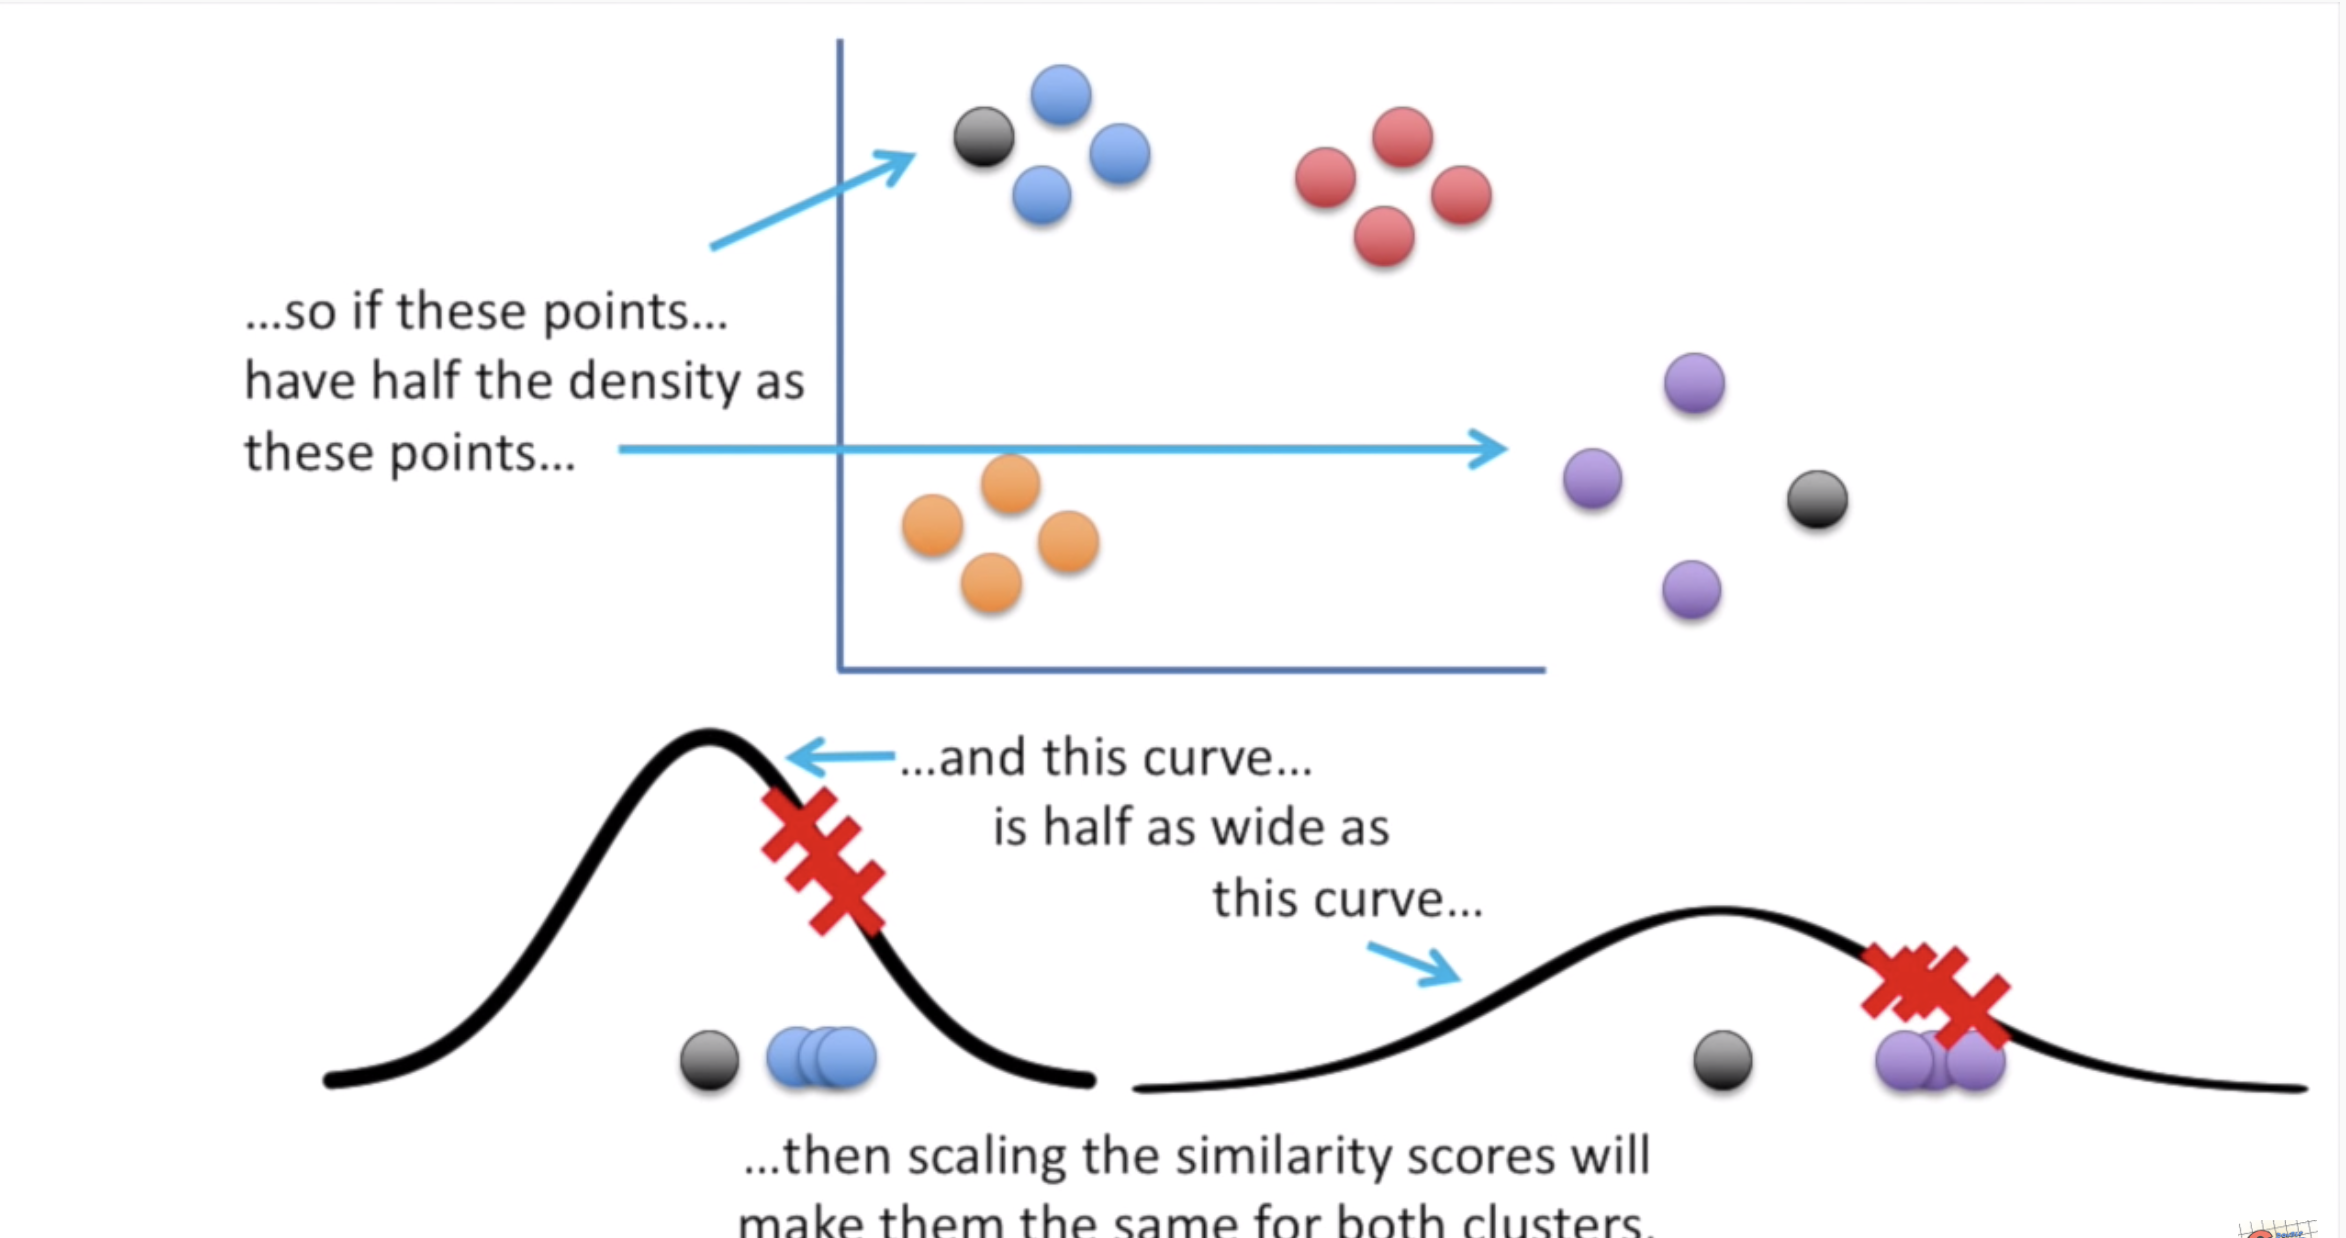 ...so if these points...
have half the density as
these points...
...and this curve...
is half as wide as
this curve...
...then scaling the similarity scores will
make them the same for both clusters.